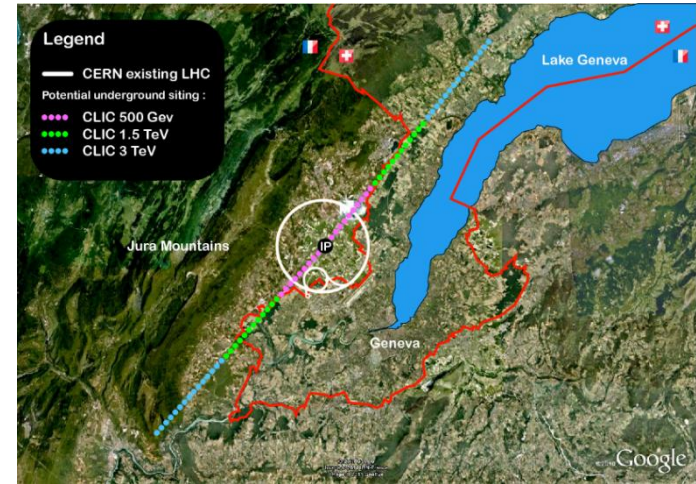 Legend
CERN existing LHC
Potential underground siting :
CLIC 500 Gev
CLIC 1.5 TeV
CLIC 3 TeV
Lake Geneva
Jura Mountains
IP
Geneva
Google